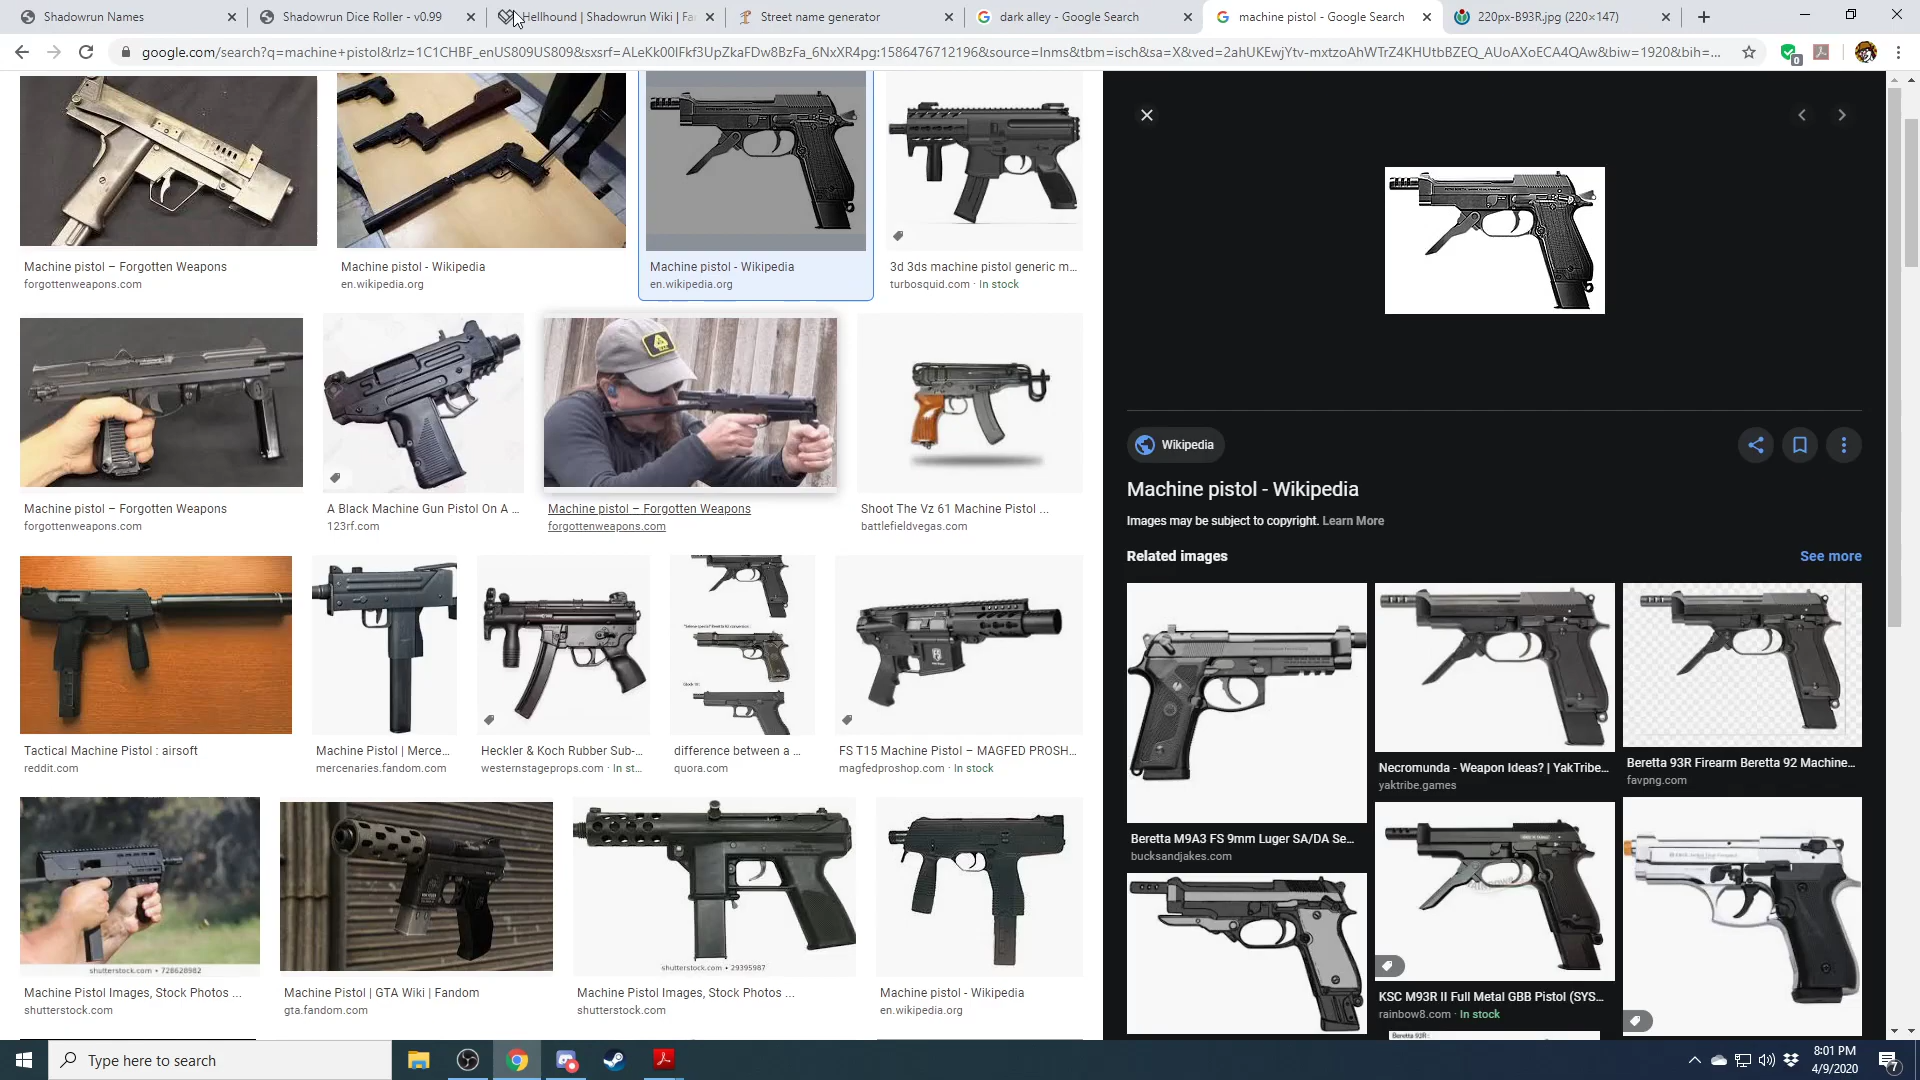 Shadowrun Names
Shadowrun Dice Roller - v0.99
Hellhound | Shadowrun Wiki | Fa
Street name generator
dark alley - Google Search
machine pistol - Google Search
220px-B93R.jpg (220×147)
google.com/search?q=machine+pistol&rlz=1C1CHBF_enUS809US809&sxsrf=ALeKk00IFkf3UpZkaFDw8BzFa_6NxXR4pg:1586476712196&source=lnms&tbm=isch&sa=X&ved=2ahUKEwjYtv-mxtzoAhWTrZ4KHUtbBZEQ_AUoAXoECA4QAw&biw=1920&bih=...
0
Machine pistol – Forgotten Weapons
forgottenweapons.com
Machine pistol - Wikipedia
en.wikipedia.org
Machine pistol - Wikipedia
en.wikipedia.org
3d 3ds machine pistol generic m...
turbosquid.com · In stock
Machine pistol – Forgotten Weapons
forgottenweapons.com
A Black Machine Gun Pistol On A ...
123rf.com
Machine pistol – Forgotten Weapons
forgottenweapons.com
Shoot The Vz 61 Machine Pistol ...
battlefieldvegas.com
Tactical Machine Pistol : airsoft
reddit.com
Machine Pistol | Merce...
mercenaries.fandom.com
Heckler & Koch Rubber Sub-...
westernstageprops.com · In st...
difference between a ...
quora.com
FS T15 Machine Pistol – MAGFED PROSH...
magfedproshop.com · In stock
shutterstock.com • 728628982
Machine Pistol Images, Stock Photos ...
shutterstock.com
Machine Pistol | GTA Wiki | Fandom
gta.fandom.com
shutterstock.com • 29395987
Machine Pistol Images, Stock Photos ...
shutterstock.com
Machine pistol - Wikipedia
en.wikipedia.org
Wikipedia
Machine pistol - Wikipedia
Images may be subject to copyright. Learn More
Related images
See more
Beretta M9A3 FS 9mm Luger SA/DA Se...
bucksandjakes.com
Necromunda - Weapon Ideas? | YakTribe...
yaktribe.games
Beretta 93R Firearm Beretta 92 Machine...
favpng.com
KSC M93R II Full Metal GBB Pistol (SYS...
rainbow8.com · In stock
Beretta 93R:
Type here to search
8:01 PM
4/9/2020
7